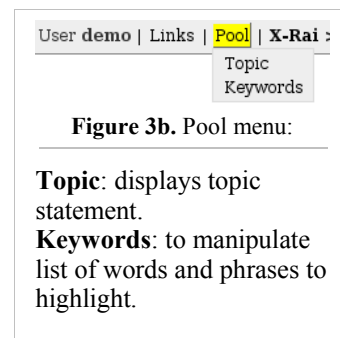 User demo | Links | Pool | X-Rai >
Topic
Keywords
Figure 3b. Pool menu:
Topic: displays topic
statement.
Keywords: to manipulate
list of words and phrases to
highlight.